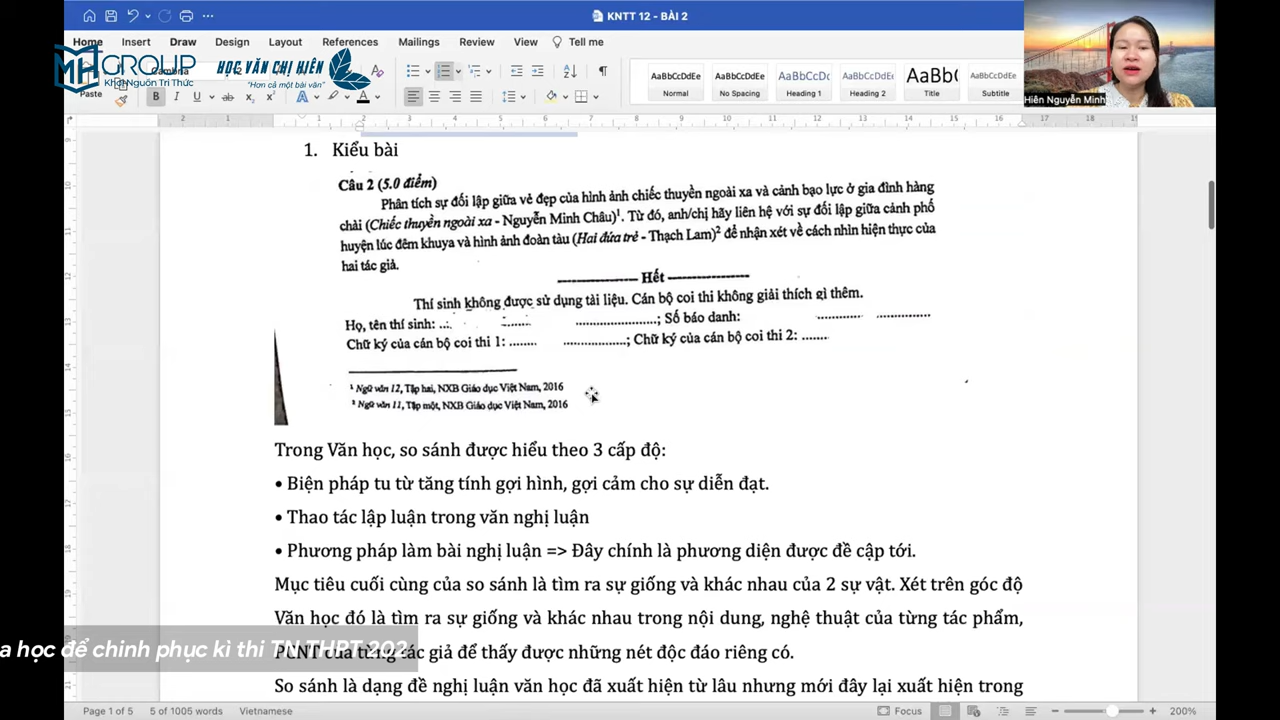 KNTT 12 - BÀI 2
Home Insert Draw Design Layout References Mailings Review View Tell me
MH GROUP
Khơi Nguồn Tri Thức
HỌC VĂN CHỊ HIÊN
"Hơn cả một bài văn"
Paste
AaBbCcDdEe AaBbCcDdEe AaBbCcDc AaBbCcDdEe AaBb( AaBbCcDdEe
Normal No Spacing Heading 1 Heading 2 Title Subtitle
Hiên Nguyễn Minh
1. Kiểu bài
Câu 2 (5.0 điểm)
Phân tích sự đối lập giữa vẻ đẹp của hình ảnh chiếc thuyền ngoài xa và cảnh bạo lực ở gia đình hàng
chài (Chiếc thuyền ngoài xa - Nguyễn Minh Châu)¹. Từ đó, anh/chị hãy liên hệ với sự đối lập giữa cảnh phố
huyện lúc đêm khuya và hình ảnh đoàn tàu (Hai đứa trẻ - Thạch Lam)² để nhận xét về cách nhìn hiện thực của
hai tác giả.
Hết
Thí sinh không được sử dụng tài liệu. Cán bộ coi thi không giải thích gì thêm.
Họ, tên thí sinh: ..................; Số báo danh: ..................
Chữ ký của cán bộ coi thi 1: ..................; Chữ ký của cán bộ coi thi 2: .......
¹ Ngữ văn 12, Tập hai, NXB Giáo dục Việt Nam, 2016
² Ngữ văn 11, Tập một, NXB Giáo dục Việt Nam, 2016
Trong Văn học, so sánh được hiểu theo 3 cấp độ:
• Biện pháp tu từ tăng tính gợi hình, gợi cảm cho sự diễn đạt.
• Thao tác lập luận trong văn nghị luận
• Phương pháp làm bài nghị luận => Đây chính là phương diện được đề cập tới.
Mục tiêu cuối cùng của so sánh là tìm ra sự giống và khác nhau của 2 sự vật. Xét trên góc độ
Văn học đó là tìm ra sự giống và khác nhau trong nội dung, nghệ thuật của từng tác phẩm,
PCNT của từng tác giả để thấy được những nét độc đáo riêng có.
a học để chinh phục kì thi TN THPT 202
So sánh là dạng đề nghị luận văn học đã xuất hiện từ lâu nhưng mới đây lại xuất hiện trong
Page 1 of 5 5 of 1005 words Vietnamese Focus 200%